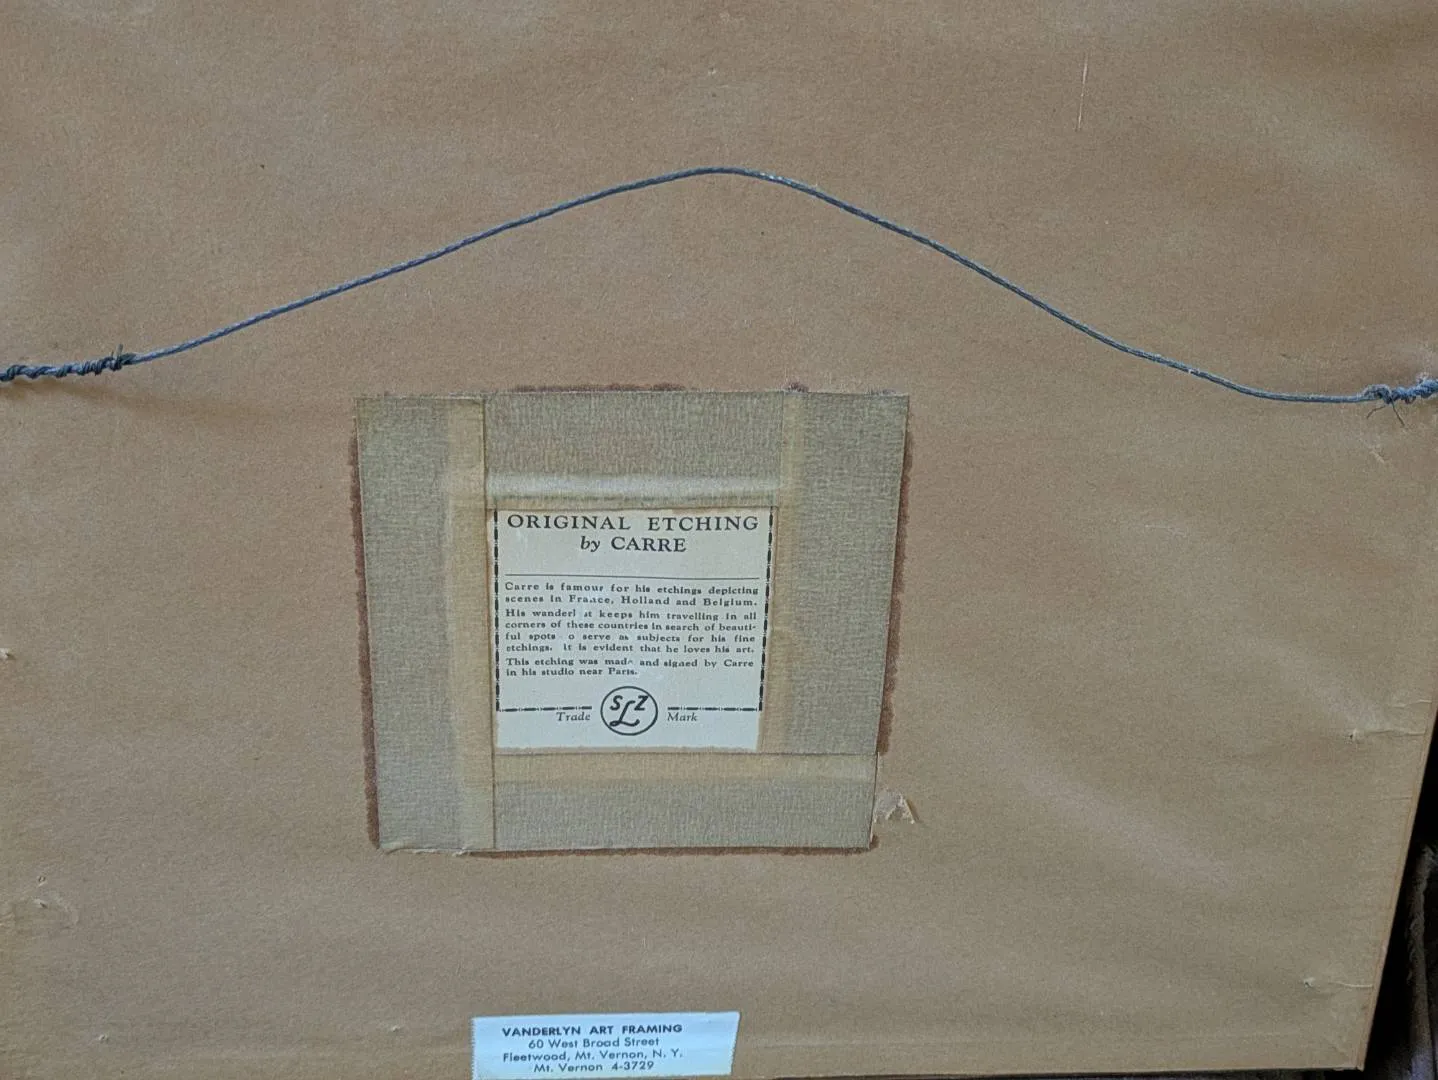 ORIGINAL ETCHING
by CARRE
Carre is famous for his etchings depicting
scenes in France, Holland and Belgium.
His wanderl st keeps him travelling in all
corners of these countries in search of beauti-
ful spots o serve as subjects for his fine
etchings. It is evident that he loves his art.
This etching was made and signed by Carre
in his studio near Paris.
Trade SLZ Mark
VANDERLYN ART FRAMING
60 West Broad Street
Fleetwood, Mt. Vernon, N. Y.
Mt. Vernon 4-3729